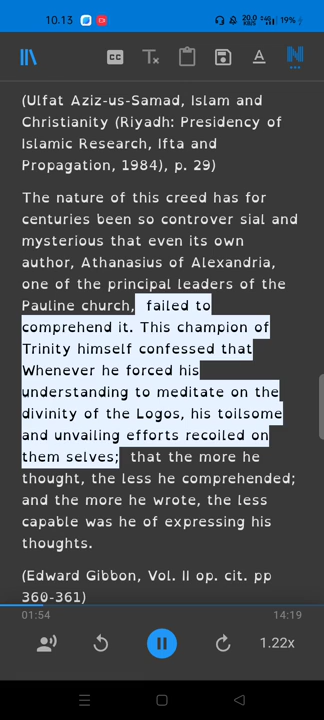 10.13
20.0
KB/S
19%
CC
(Ulfat Aziz-us-Samad, Islam and
Christianity (Riyadh: Presidency of
Islamic Research, Ifta and
Propagation, 1984), p. 29)
The nature of this creed has for
centuries been so controver sial and
mysterious that even its own
author, Athanasius of Alexandria,
one of the principal leaders of the
Pauline church, failed to
comprehend it. This champion of
Trinity himself confessed that
Whenever he forced his
understanding to meditate on the
divinity of the Logos, his toilsome
and unvailing efforts recoiled on
them selves; that the more he
thought, the less he comprehended;
and the more he wrote, the less
capable was he of expressing his
thoughts.
(Edward Gibbon, Vol. II op. cit. pp
360-361)
01:54
14:19
1.22x